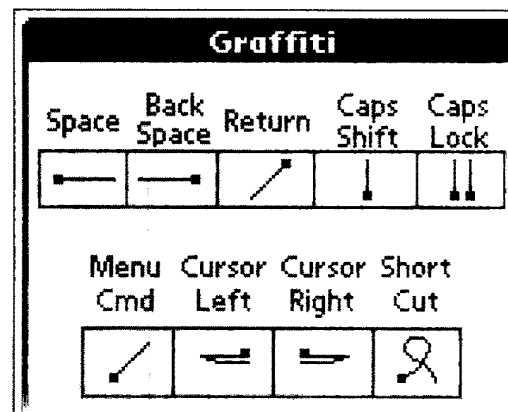 Graffiti
Space Back Space Return Caps Shift Caps Lock
Menu Cmd Cursor Left Cursor Right Short Cut